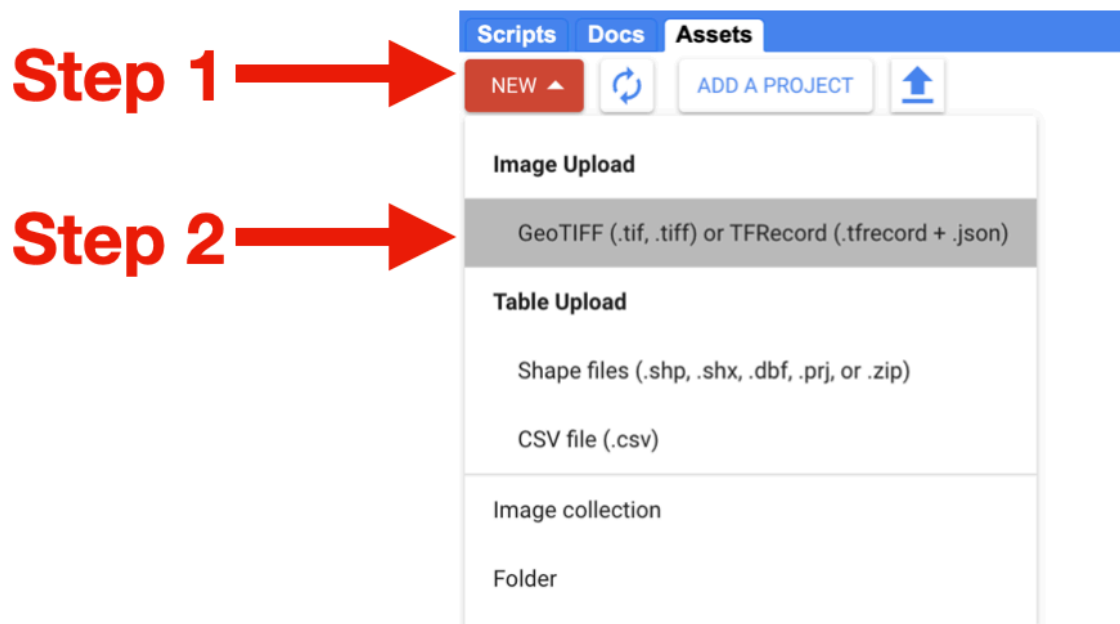 Scripts Docs Assets
Step 1
NEW ADD A PROJECT
Image Upload
Step 2
GeoTIFF (.tif, .tiff) or TFRecord (.tfrecord + .json)
Table Upload
Shape files (.shp, .shx, .dbf, .prj, or .zip)
CSV file (.csv)
Image collection
Folder